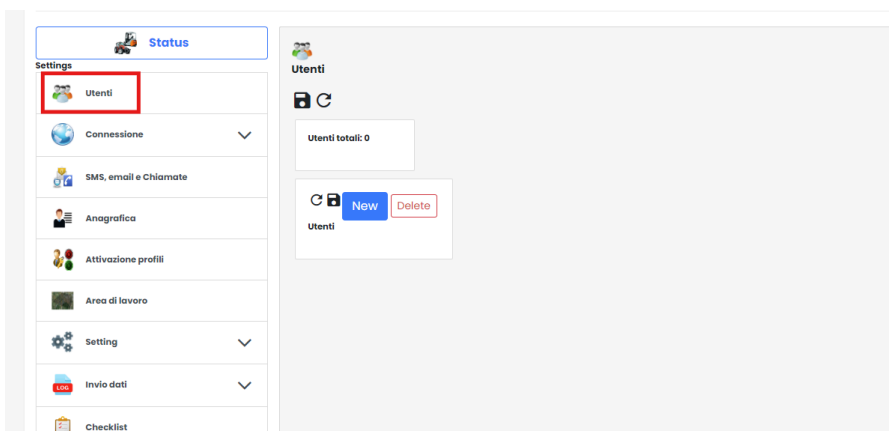 Status
Settings
Utenti
Connessione
SMS, email e Chiamate
Anagrafica
Attivazione profili
Area di lavoro
Setting
LOG
Invio dati
Checklist
Utenti
Utenti totali: 0
New Delete
Utenti